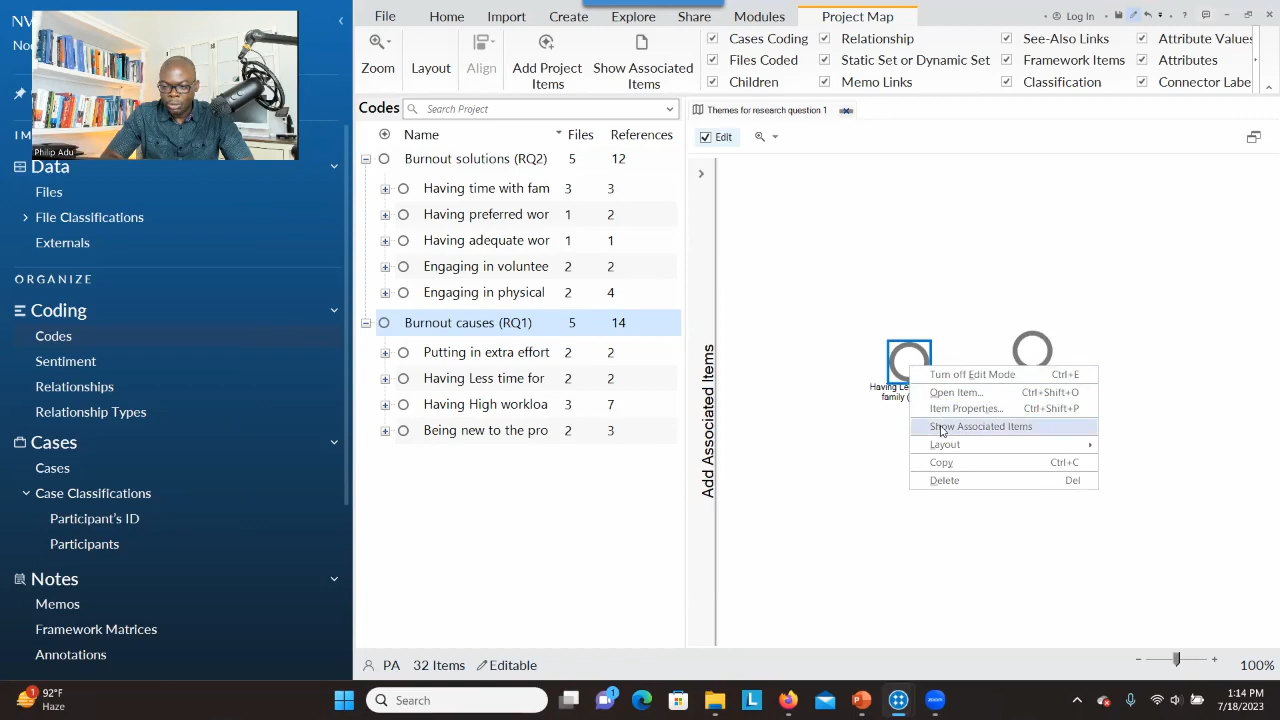 NV
File
Home
Import
Create
Explore
Share
Modules
Project Map
Log In
Philip Adu
Zoom
Layout
Align
Add Project
Items
Show Associated
Items
Cases Coding
Files Coded
Children
Relationship
Static Set or Dynamic Set
Memo Links
See-Also Links
Framework Items
Classification
Attribute Values
Attributes
Connector Labe
IM
Data
Files
File Classifications
Externals
ORGANIZE
Coding
Codes
Sentiment
Relationships
Relationship Types
Cases
Cases
Case Classifications
Participant's ID
Participants
Notes
Memos
Framework Matrices
Annotations
Codes
Search Project
Name Files References
Burnout solutions (RQ2) 5 12
Having time with fam 3 3
Having preferred wor 1 2
Having adequate wor 1 1
Engaging in voluntee 2 2
Engaging in physical 2 4
Burnout causes (RQ1) 5 14
Putting in extra effort 2 2
Having Less time for 2 2
Having High workloa 3 7
Being new to the pro 2 3
Themes for research question 1
Edit
Add Associated Items
Having Le
family (
Turn off Edit Mode Ctrl+E
Open Item... Ctrl+Shift+O
Item Properties... Ctrl+Shift+P
Show Associated Items
Layout
Copy Ctrl+C
Delete Del
PA 32 Items Editable
100%
1
92°F
Haze
Search
1
1:14 PM
7/18/2023